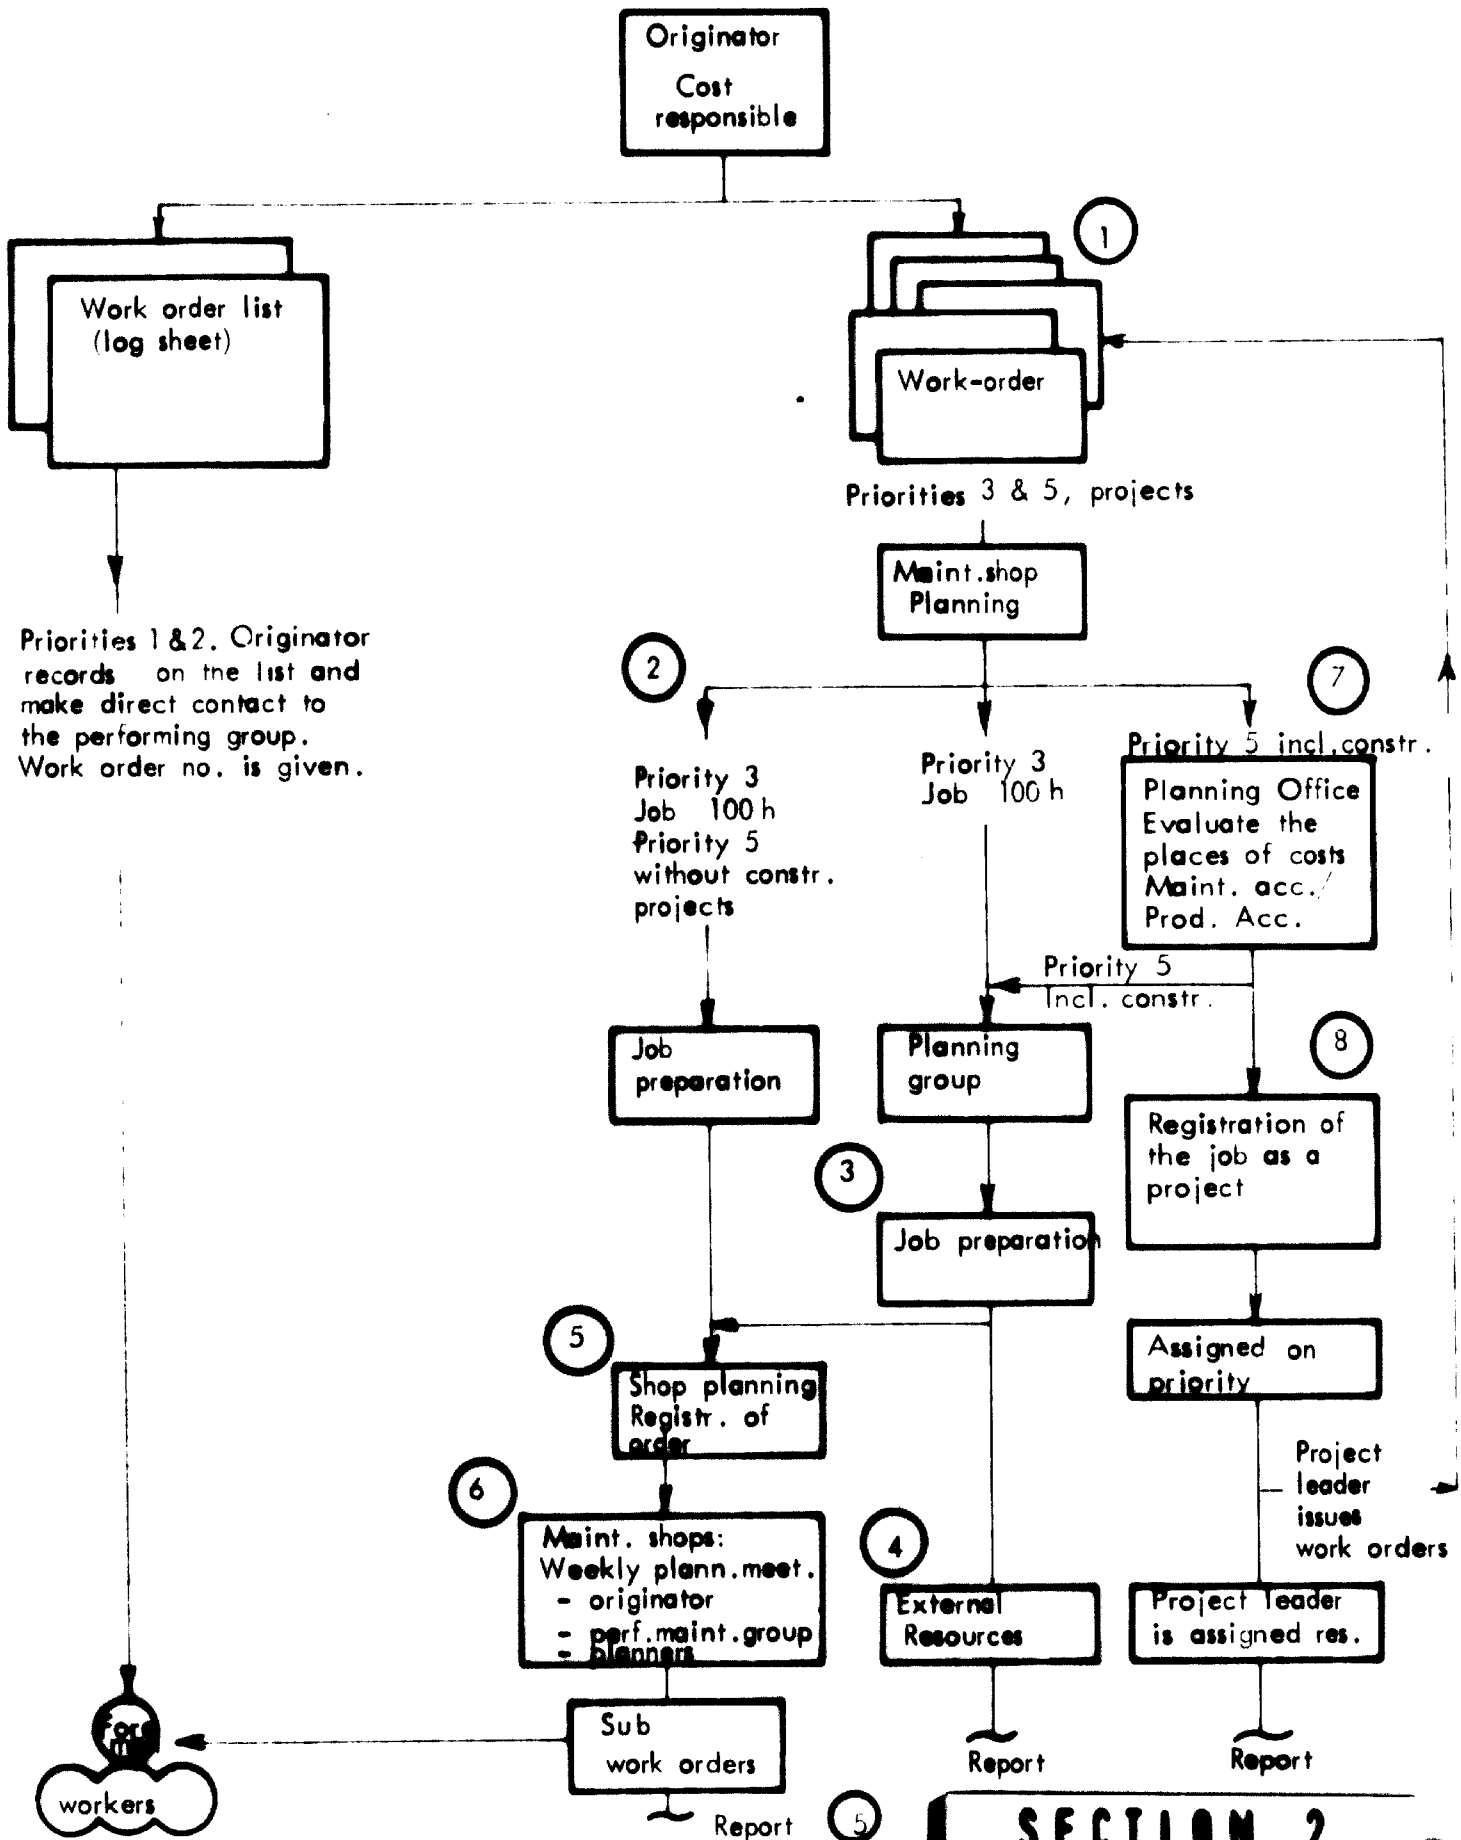 Originator
Cost
responsible
1
Work order list
(log sheet)
Work-order
Priorities 3 & 5, projects
Maint.shop
Planning
Priorities 1 & 2. Originator
records on the list and
make direct contact to
the performing group.
Work order no. is given.
2
7
Priority 3
Job 100 h
Priority 5
without constr.
projects
Priority 3
Job 100 h
Priority 5 incl.constr.
Planning Office
Evaluate the
places of costs
Maint. acc./
Prod. Acc.
Priority 5
Incl. constr.
Job
preparation
Planning
group
8
Registration of
the job as a
project
3
Job preparation
5
Shop planning
Registr. of
order
Assigned on
priority
Project
leader
issues
work orders
6
Maint. shops:
Weekly plann.meet.
- originator
- perf.maint.group
- planners
4
External
Resources
Project leader
is assigned res.
Fore
man
workers
Sub
work orders
Report
Report
Report
5
SECTION 2